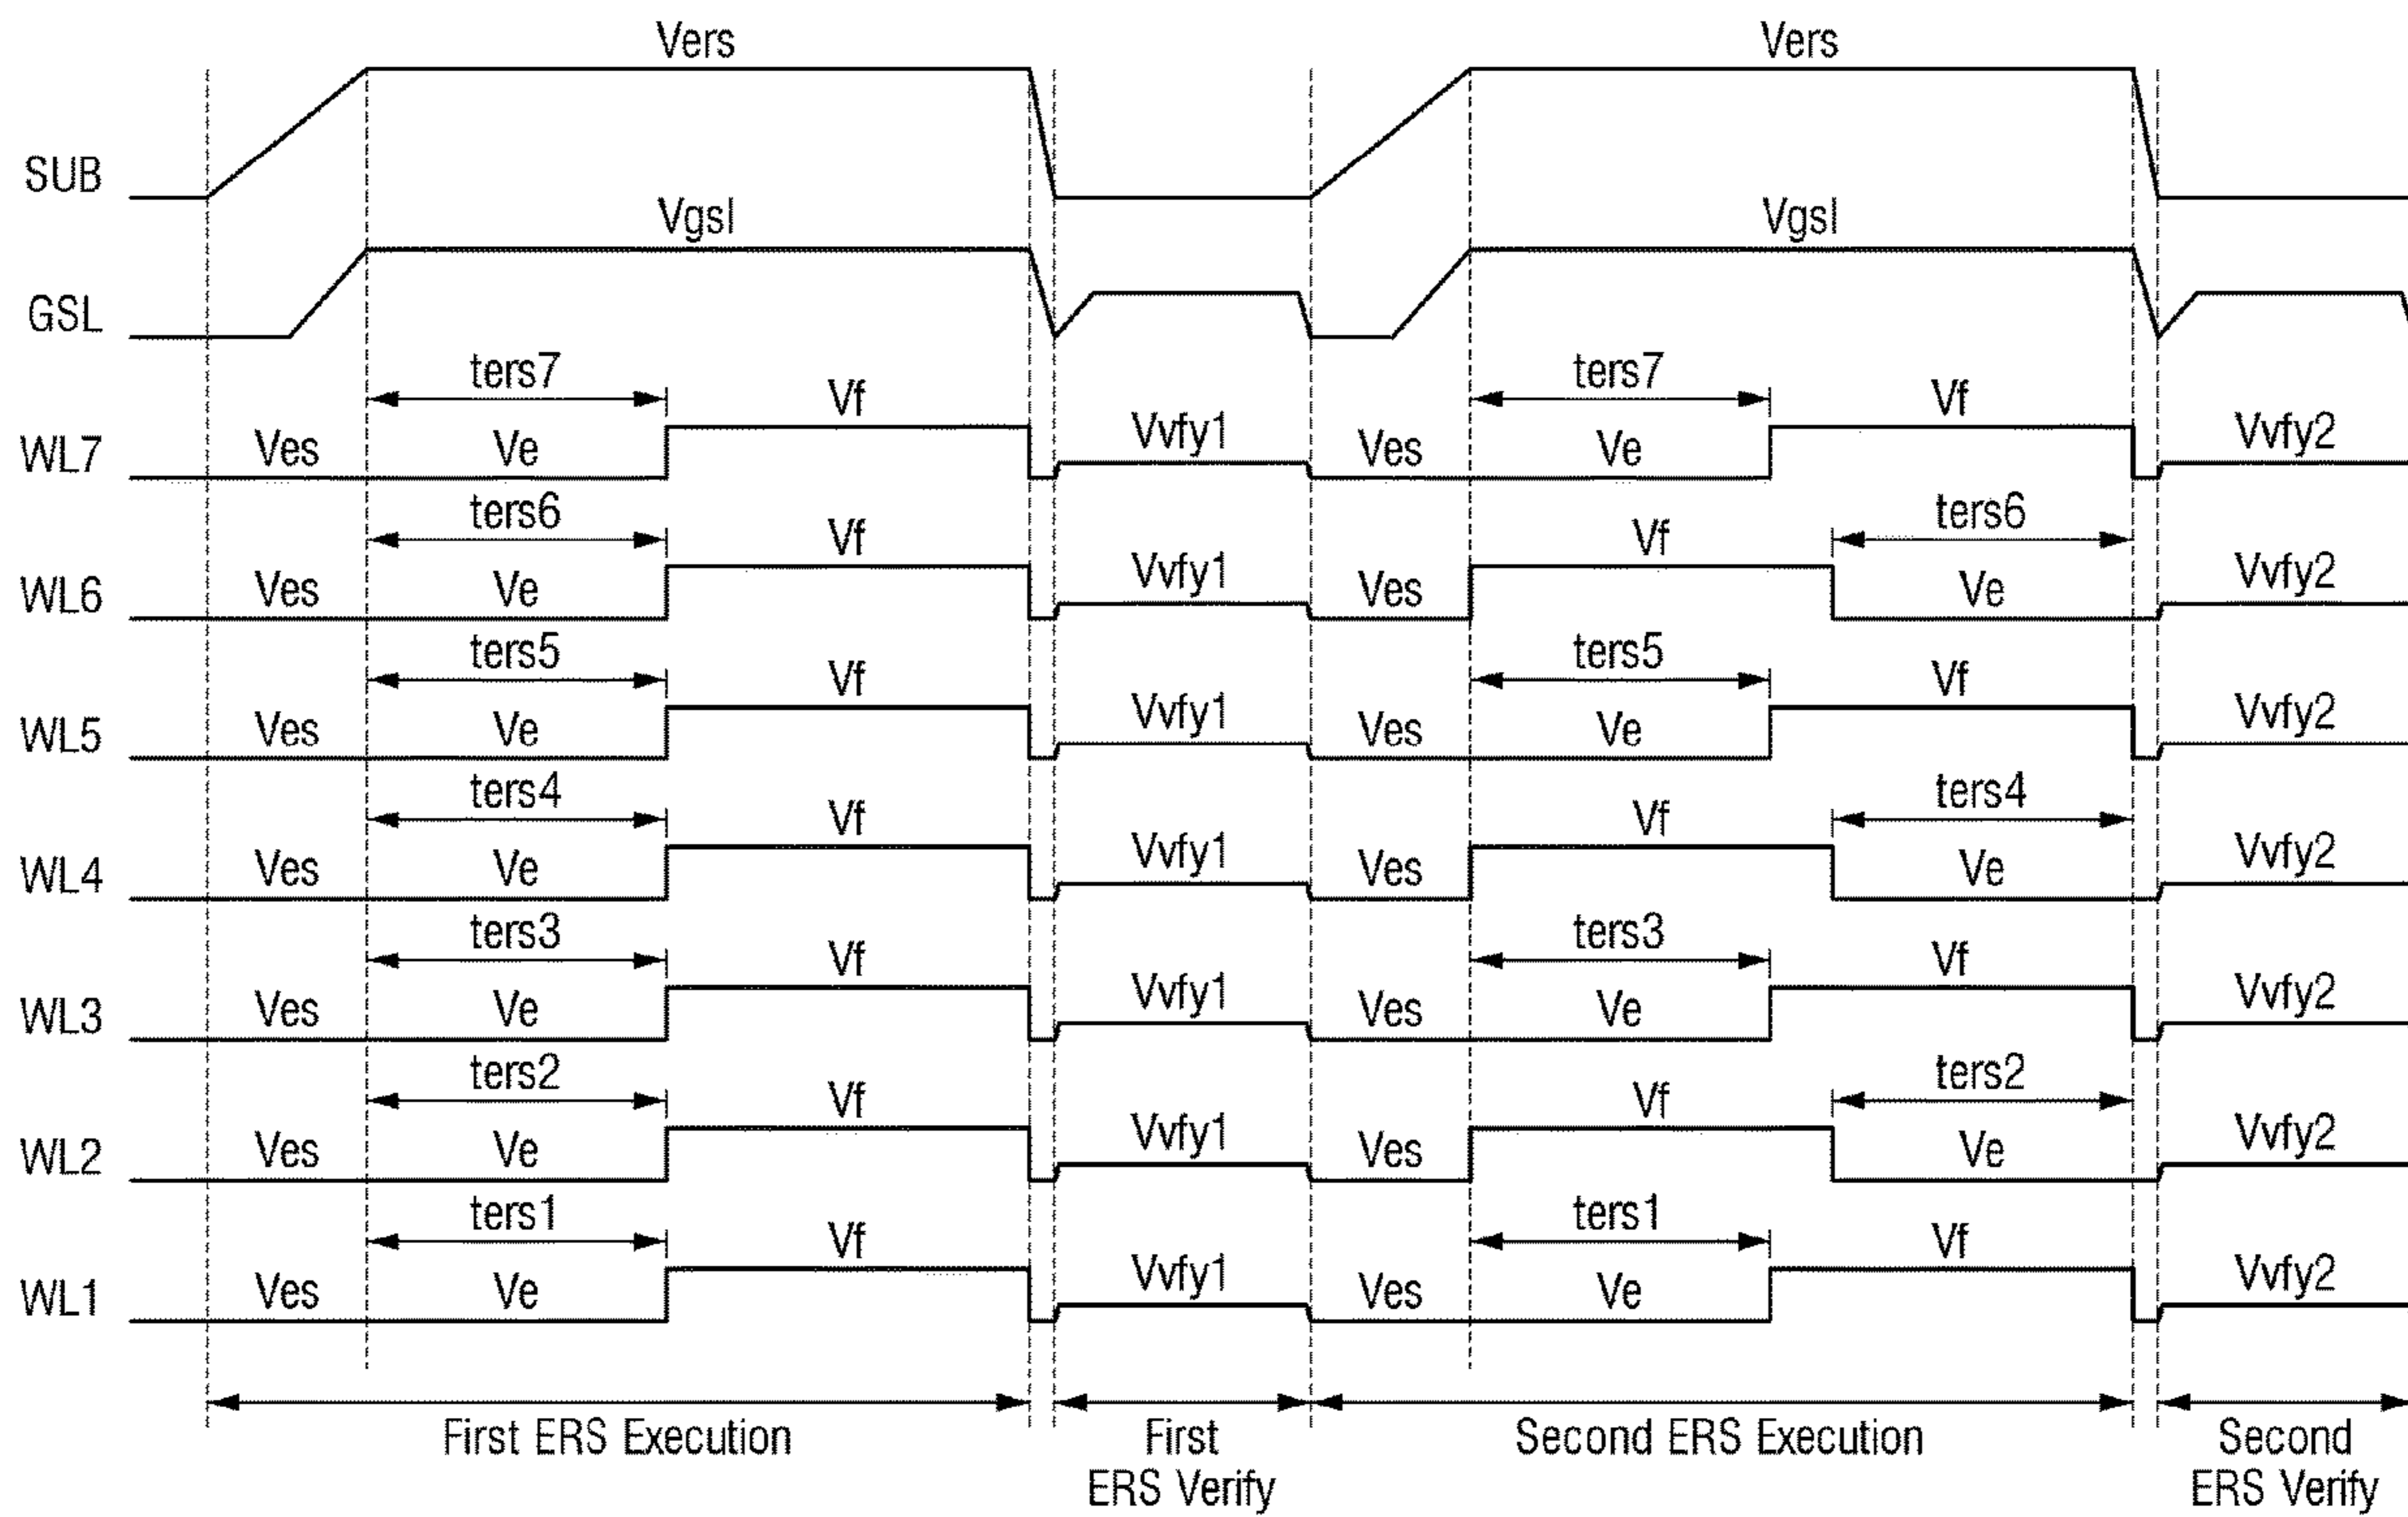 Vers Vers
SUB
Vgsl Vgsl
GSL
ters7 Vf ters7 Vf
WL7 Ves Ve Vvfy1 Ves Ve Vvfy2
ters6 Vf Vf ters6
WL6 Ves Ve Vvfy1 Ves Ve Vvfy2
ters5 Vf ters5 Vf
WL5 Ves Ve Vvfy1 Ves Ve Vvfy2
ters4 Vf Vf ters4
WL4 Ves Ve Vvfy1 Ves Ve Vvfy2
ters3 Vf ters3 Vf
WL3 Ves Ve Vvfy1 Ves Ve Vvfy2
ters2 Vf Vf ters2
WL2 Ves Ve Vvfy1 Ves Ve Vvfy2
ters1 Vf ters1 Vf
WL1 Ves Ve Vvfy1 Ves Ve Vvfy2
First ERS Execution First Second ERS Execution Second
ERS Verify ERS Verify